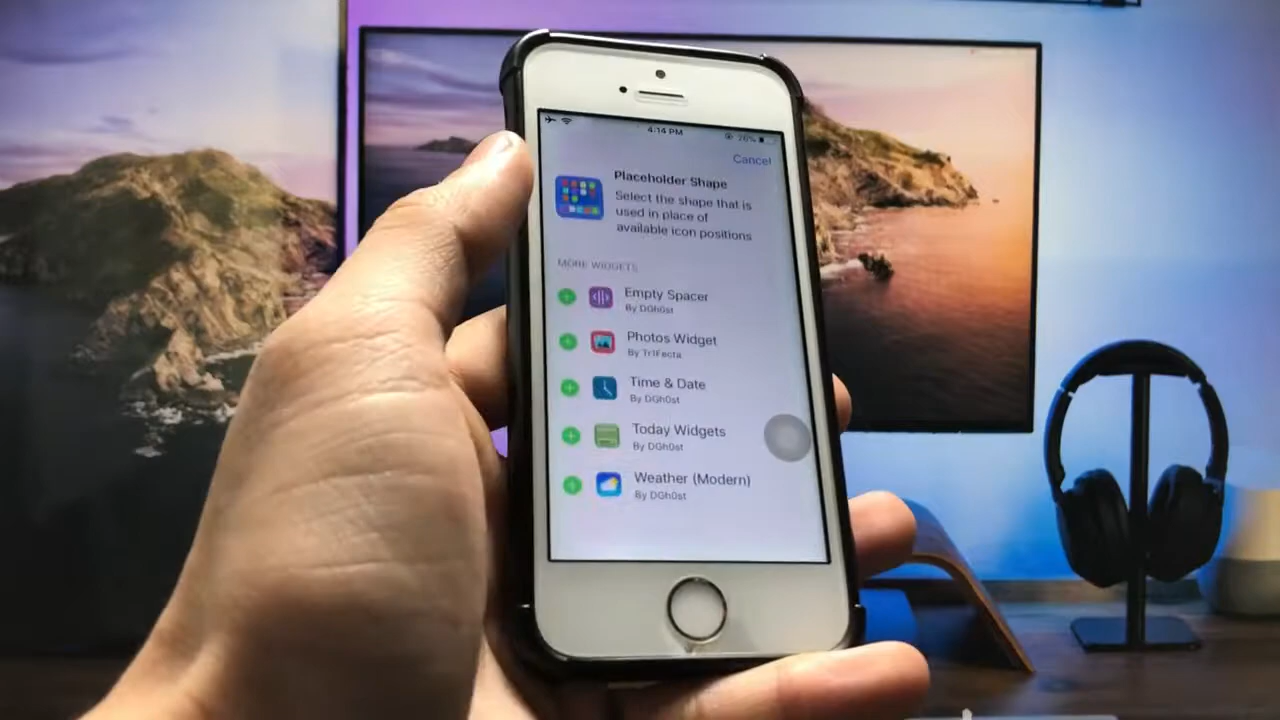 4:14 PM
76%
Cancel
Placeholder Shape
Select the shape that is
used in place of
available icon positions
MORE WIDGETS
Empty Spacer
By DGh0st
Photos Widget
By Tr1Fecta
Time & Date
By DGh0st
Today Widgets
By DGh0st
Weather (Modern)
By DGh0st